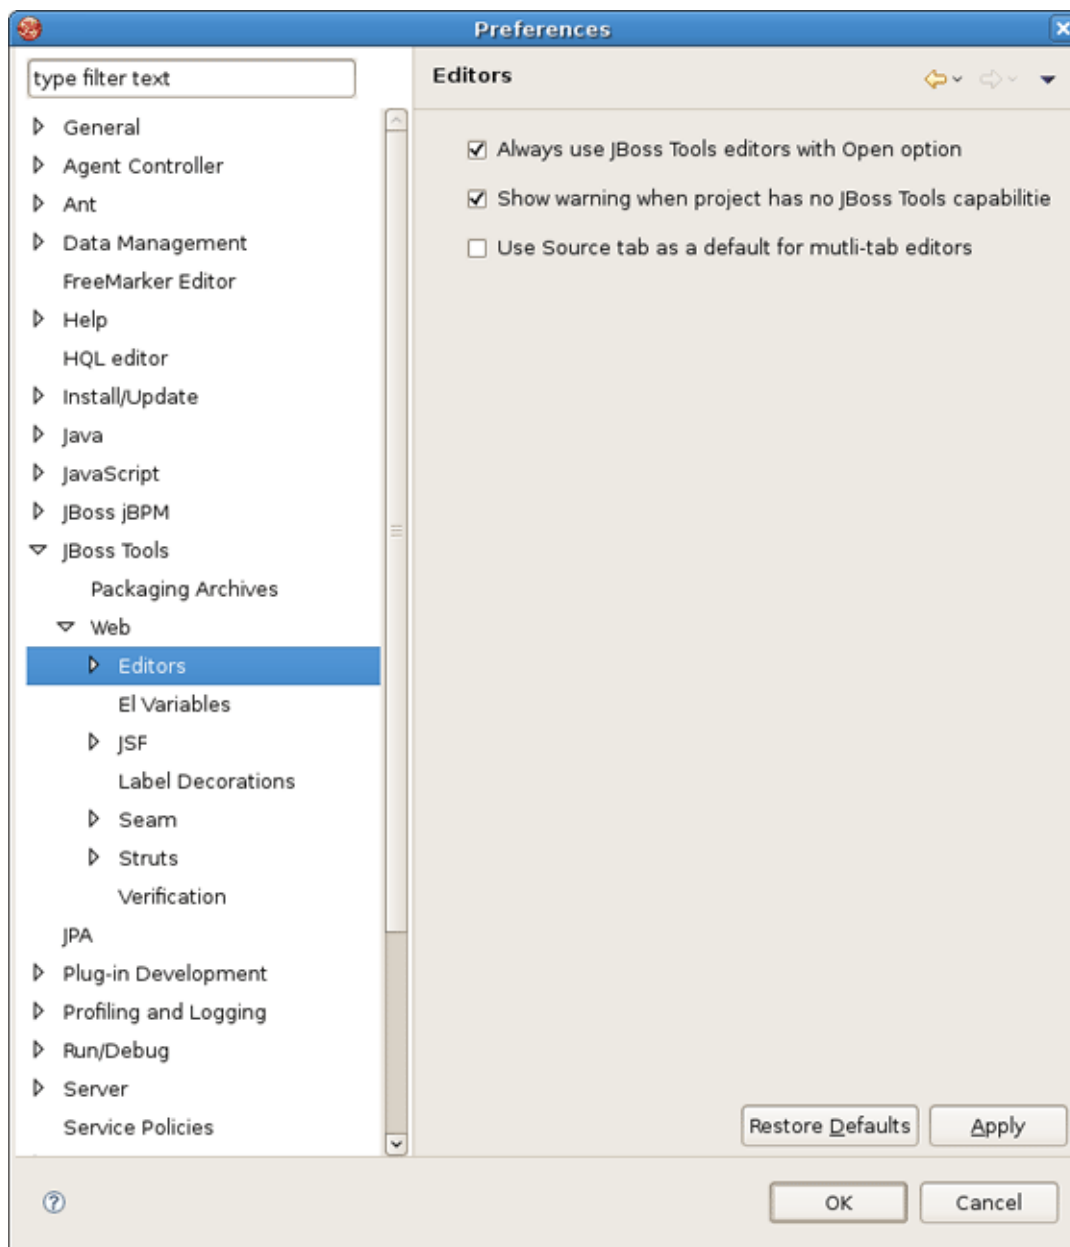 Preferences
type filter text
General
Agent Controller
Ant
Data Management
FreeMarker Editor
Help
HQL editor
Install/Update
Java
JavaScript
JBoss jBPM
JBoss Tools
Packaging Archives
Web
Editors
El Variables
JSF
Label Decorations
Seam
Struts
Verification
JPA
Plug-in Development
Profiling and Logging
Run/Debug
Server
Service Policies
Editors
Always use JBoss Tools editors with Open option
Show warning when project has no JBoss Tools capabilitie
Use Source tab as a default for mutli-tab editors
Restore Defaults
Apply
OK
Cancel